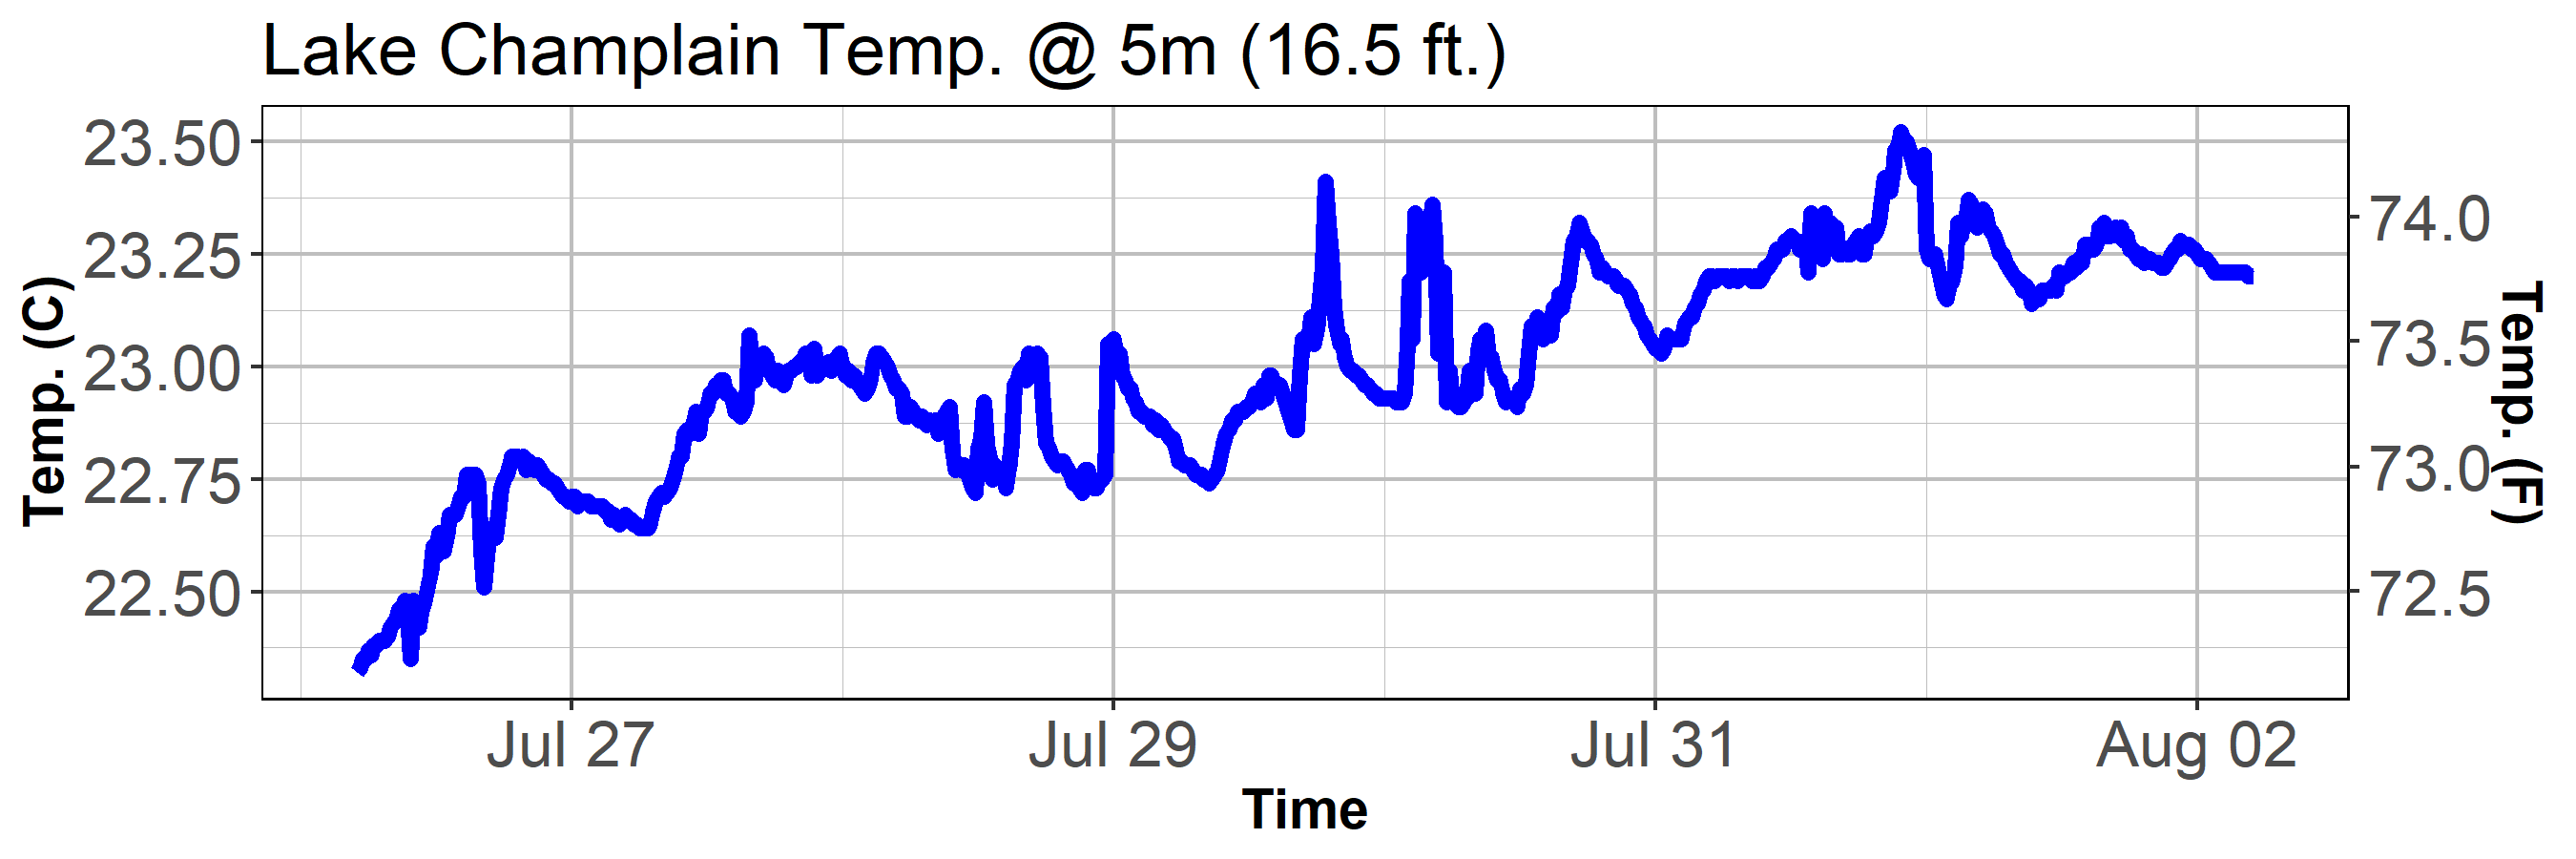 Lake Champlain Temp. @ 5m (16.5 ft.)
Temp. (C)
23.50
23.25
23.00
22.75
22.50
74.0
73.5
73.0
72.5
Temp. (F)
Jul 27 Jul 29 Jul 31 Aug 02
Time